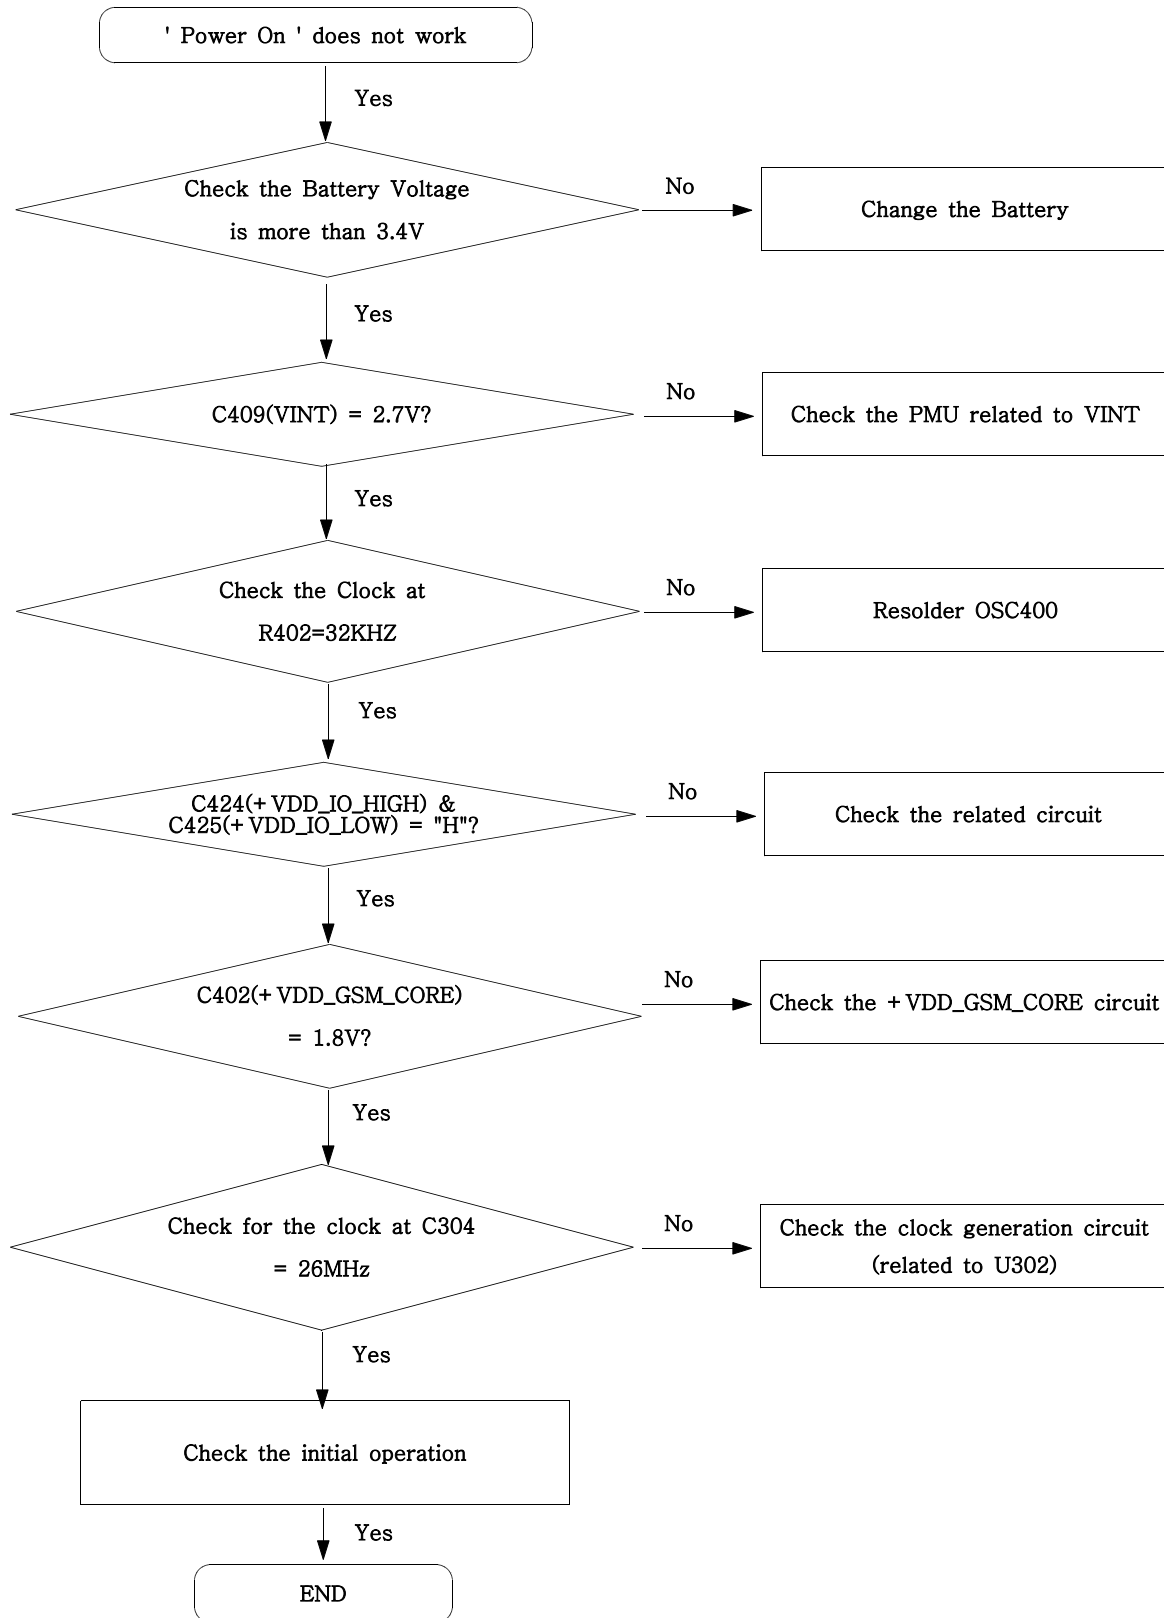 ' Power On ' does not work
Yes
Check the Battery Voltage
is more than 3.4V
No
Change the Battery
Yes
C409(VINT) = 2.7V?
No
Check the PMU related to VINT
Yes
Check the Clock at
R402=32KHZ
No
Resolder OSC400
Yes
C424(+VDD_IO_HIGH) &
C425(+VDD_IO_LOW) = "H"?
No
Check the related circuit
Yes
C402(+VDD_GSM_CORE)
= 1.8V?
No
Check the +VDD_GSM_CORE circuit
Yes
Check for the clock at C304
= 26MHz
No
Check the clock generation circuit
(related to U302)
Yes
Check the initial operation
Yes
END